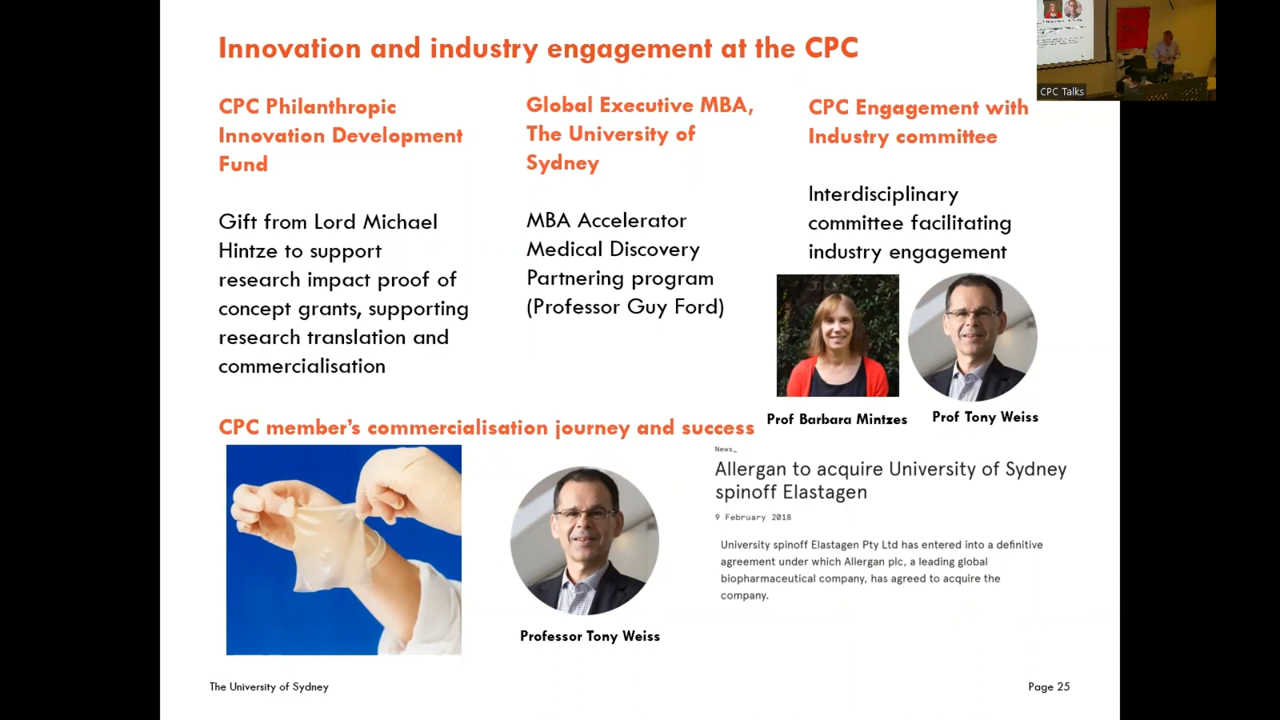 Innovation and industry engagement at the CPC
CPC Philanthropic
Innovation Development
Fund
Gift from Lord Michael
Hintze to support
research impact proof of
concept grants, supporting
research translation and
commercialisation
Global Executive MBA,
The University of
Sydney
MBA Accelerator
Medical Discovery
Partnering program
(Professor Guy Ford)
CPC Engagement with
Industry committee
Interdisciplinary
committee facilitating
industry engagement
Prof Barbara Mintzes
Prof Tony Weiss
CPC member's commercialisation journey and success
Professor Tony Weiss
News_
Allergan to acquire University of Sydney
spinoff Elastagen
9 February 2018
University spinoff Elastagen Pty Ltd has entered into a definitive
agreement under which Allergan plc, a leading global
biopharmaceutical company, has agreed to acquire the
company.
The University of Sydney
Page 25
CPC Talks